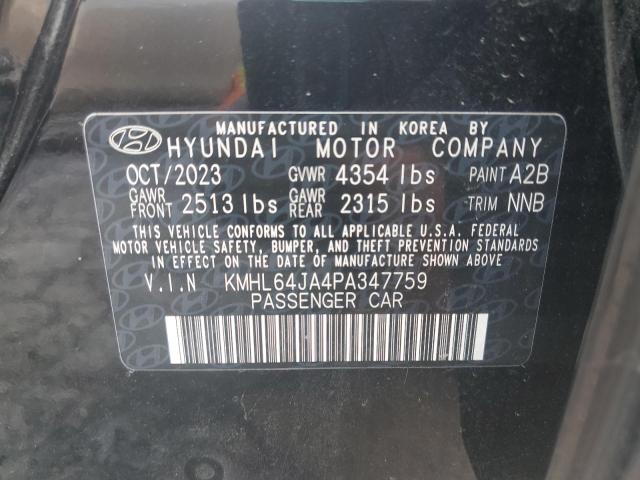 MANUFACTURED IN KOREA BY
HYUNDAI MOTOR COMPANY
OCT/2023 GVWR 4354 lbs PAINT A2B
GAWR FRONT 2513 lbs GAWR REAR 2315 lbs TRIM NNB
THIS VEHICLE CONFORMS TO ALL APPLICABLE U.S.A. FEDERAL
MOTOR VEHICLE SAFETY, BUMPER, AND THEFT PREVENTION STANDARDS
IN EFFECT ON THE DATE OF MANUFACTURE SHOWN ABOVE
V.I.N KMHL64JA4PA347759
PASSENGER CAR